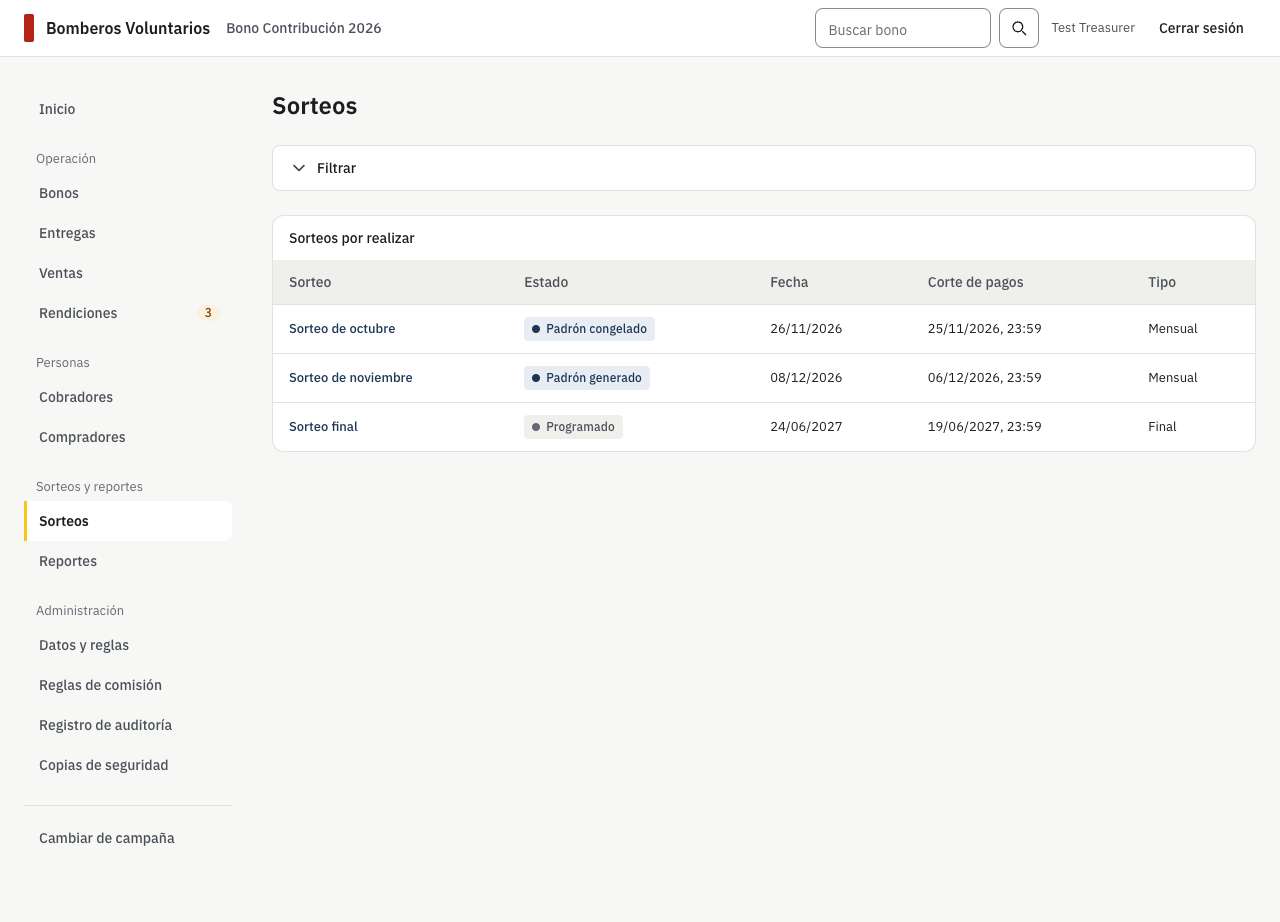 Bomberos Voluntarios Bono Contribución 2026 Buscar bono Test Treasurer Cerrar sesión
Inicio
Operación
Bonos
Entregas
Ventas
Rendiciones 3
Personas
Cobradores
Compradores
Sorteos y reportes
Sorteos
Reportes
Administración
Datos y reglas
Reglas de comisión
Registro de auditoría
Copias de seguridad
Cambiar de campaña
Sorteos
Filtrar
Sorteos por realizar
Sorteo Estado Fecha Corte de pagos Tipo
Sorteo de octubre Padrón congelado 26/11/2026 25/11/2026, 23:59 Mensual
Sorteo de noviembre Padrón generado 08/12/2026 06/12/2026, 23:59 Mensual
Sorteo final Programado 24/06/2027 19/06/2027, 23:59 Final